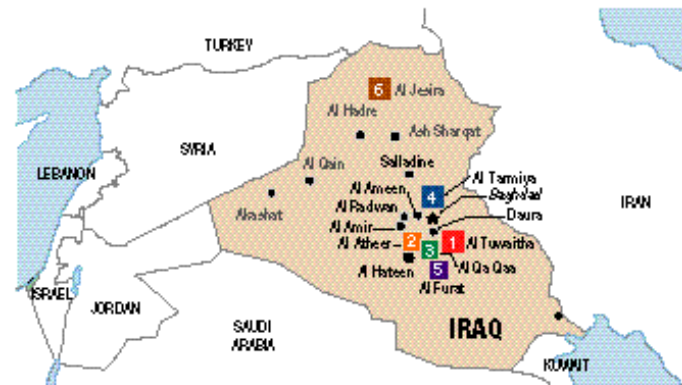 TURKEY
6 Al Jesira
Al Hadre
Ash Sharqat
SYRIA
Salladine
Al Qain
LEBANON
Al Tarmiya
4
Al Ameen
Baghdad
IRAN
Akashat
Al Radwan
Daura
Al Amir
2
1 Al Tuwaitha
Al Atheer
3
Al Hateen
5
Al Qa Qaa
ISRAEL
Al Furat
JORDAN
SAUDI
ARABIA
IRAQ
KUWAIT